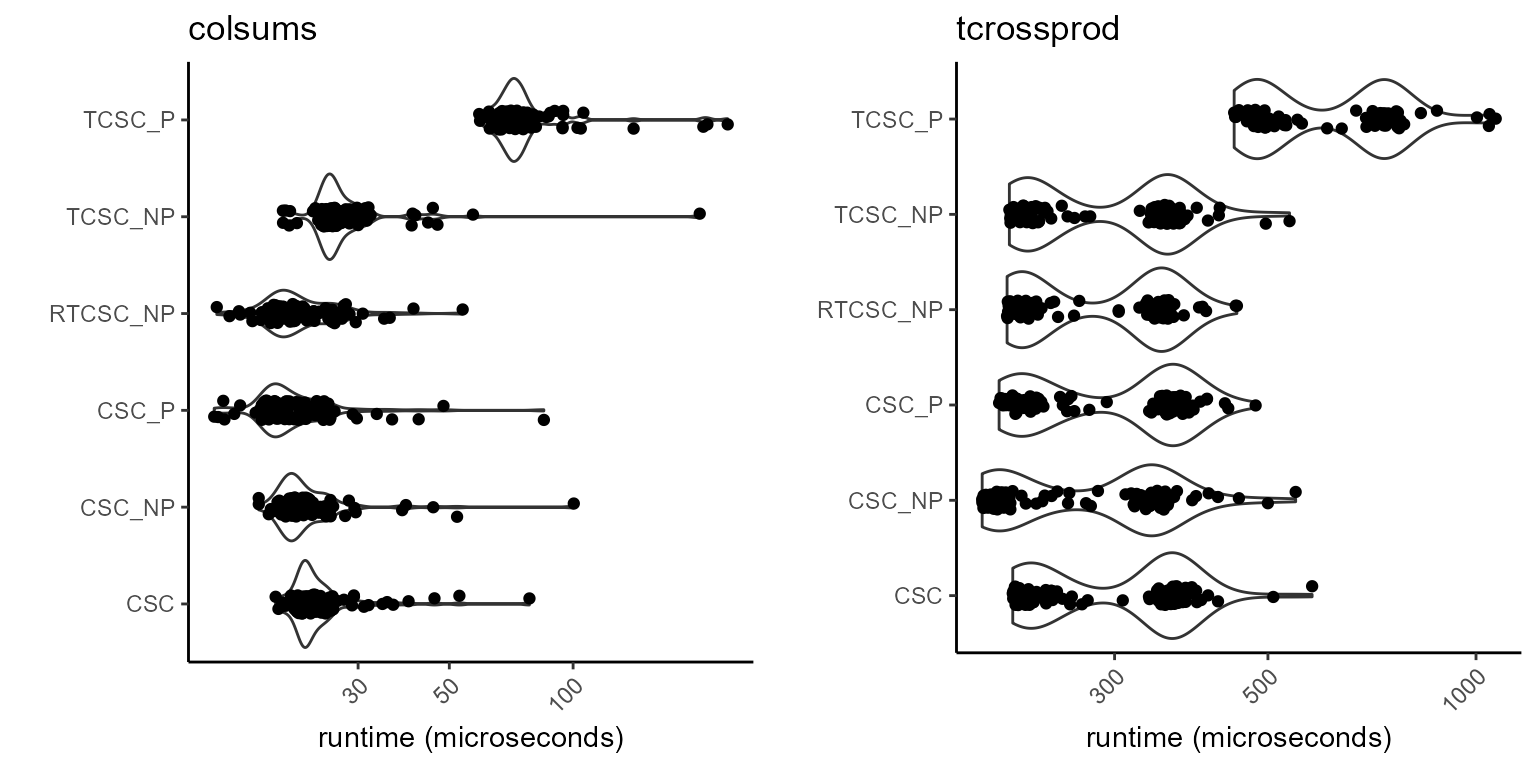 colsums
TCSC_P
TCSC_NP
RTCSC_NP
CSC_P
CSC_NP
CSC
30
50
100
runtime (microseconds)
tcrossprod
TCSC_P
TCSC_NP
RTCSC_NP
CSC_P
CSC_NP
CSC
300
500
1000
runtime (microseconds)